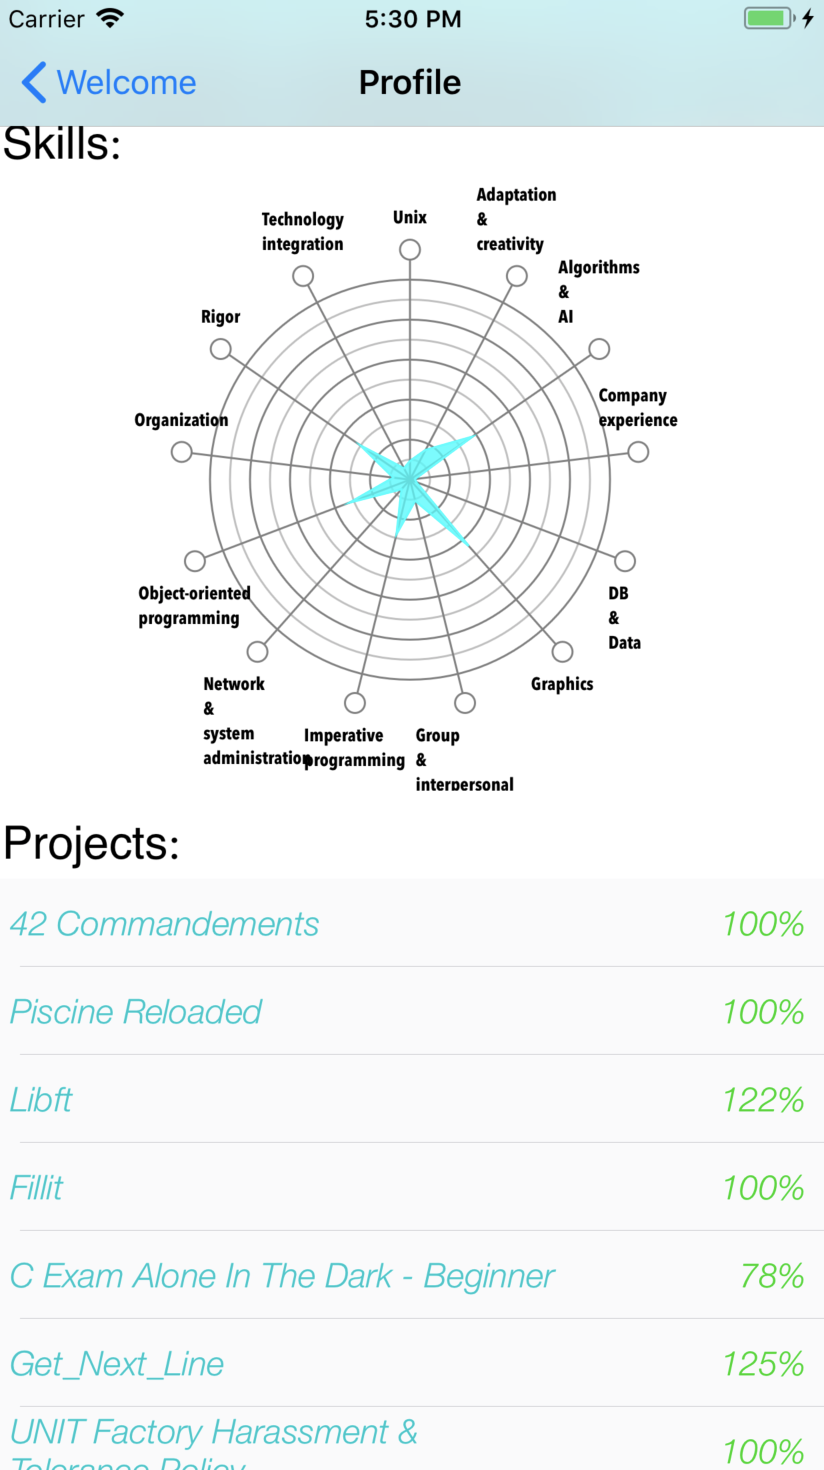 Carrier
5:30 PM
Welcome
Profile
Skills:
Adaptation
&
creativity
Unix
Technology
integration
Algorithms
&
AI
Rigor
Company
experience
Organization
Object-oriented
programming
DB
&
Data
Network
&
system
administration
Graphics
Imperative
programming
Group
&
interpersonal
Projects:
42 Commandements 100%
Piscine Reloaded 100%
Libft 122%
Fillit 100%
C Exam Alone In The Dark - Beginner 78%
Get_Next_Line 125%
UNIT Factory Harassment &
Tolerance Policy 100%